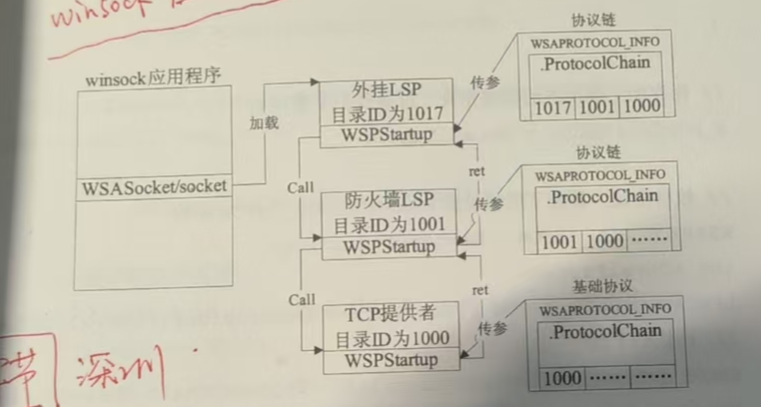 winsock
winsock应用程序
WSASocket/socket
加载
外挂LSP
目录ID为1017
WSPStartup
传参
协议链
WSAPROTOCOL_INFO
.ProtocolChain
1017 1001 1000
Call
ret
防火墙LSP
目录ID为1001
WSPStartup
传参
协议链
WSAPROTOCOL_INFO
.ProtocolChain
1001 1000 ……
Call
ret
TCP提供者
目录ID为1000
WSPStartup
传参
基础协议
WSAPROTOCOL_INFO
.ProtocolChain
1000 …… ……
带 深圳